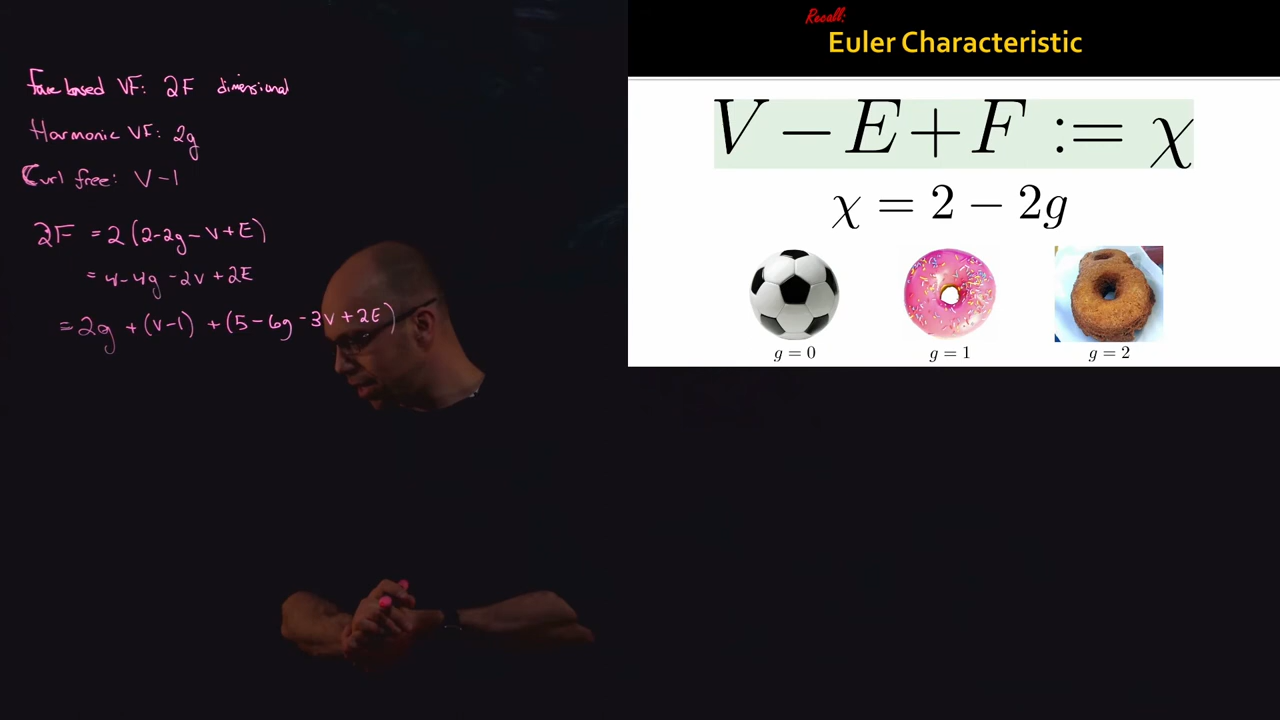 Face based VF: 2F dimensional
Harmonic VF: 2g
Curl free: V-1
2F = 2(2-2g-V+E)
= 4-4g-2V+2E
= 2g + (V-1) + (5-6g-3V+2E)
Recall:
Euler Characteristic
V − E + F := χ
χ = 2 − 2g
g = 0 g = 1 g = 2